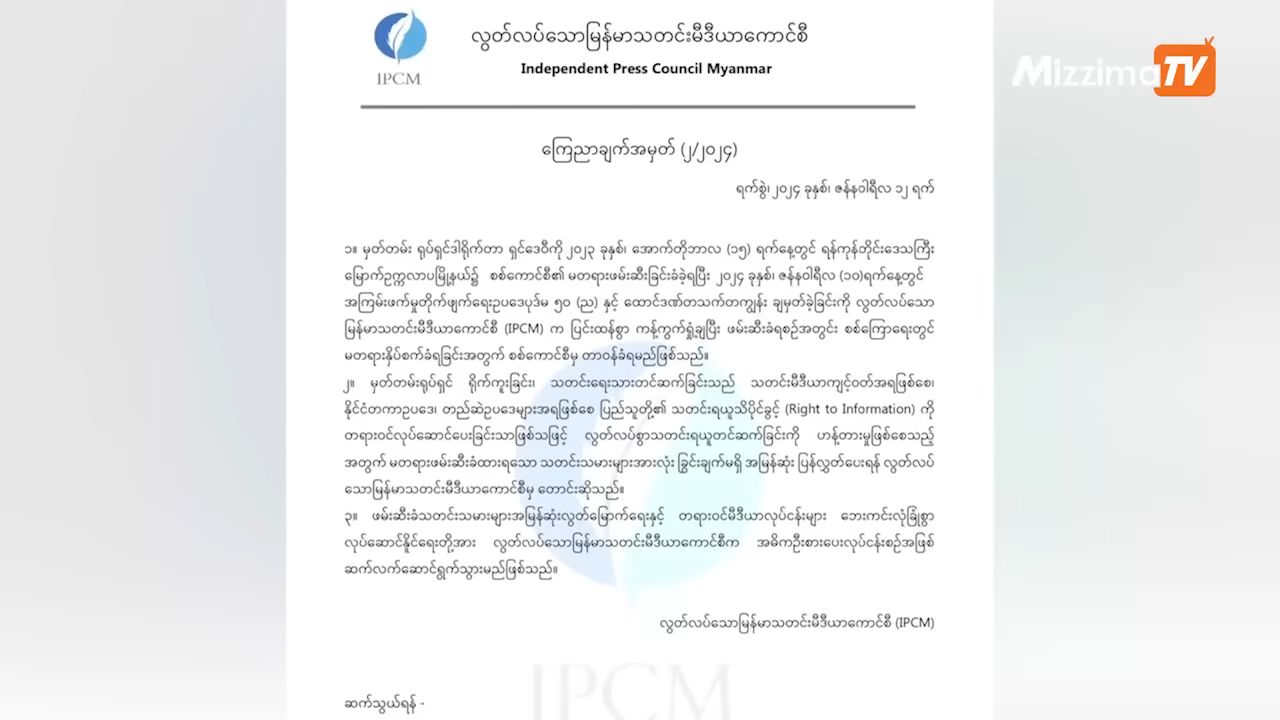 လွတ်လပ်သောမြန်မာသတင်းမီဒီယာကောင်စီ
Independent Press Council Myanmar
IPCM
MizzimaTV
ကြေညာချက်အမှတ် (၂/၂၀၂၄)
ရက်စွဲ၊ ၂၀၂၄ ခုနှစ်၊ ဇန်နဝါရီလ ၁၂ ရက်
၁။ မှတ်တမ်း ရုပ်ရှင်ဒါရိုက်တာ ရှင်ဒေဝီကို ၂၀၂၃ ခုနှစ်၊ အောက်တိုဘာလ (၁၅) ရက်နေ့တွင် ရန်ကုန်တိုင်းဒေသကြီး
မြောက်ဥက္ကလာပမြို့နယ်၌ စစ်ကောင်စီ၏ မတရားဖမ်းဆီးခြင်းခံခဲ့ရပြီး ၂၀၂၄ ခုနှစ်၊ ဇန်နဝါရီလ (၁၀)ရက်နေ့တွင်
အကြမ်းဖက်မှုတိုက်ဖျက်ရေးဥပဒေပုဒ်မ ၅၀ (ည) နှင့် ထောင်ဒဏ်တသက်တကျွန်း ချမှတ်ခဲ့ခြင်းကို လွတ်လပ်သော
မြန်မာသတင်းမီဒီယာကောင်စီ (IPCM) က ပြင်းထန်စွာ ကန့်ကွက်ရှုံ့ချပြီး ဖမ်းဆီးခံရစဉ်အတွင်း စစ်ကြောရေးတွင်
မတရားနှိပ်စက်ခံရခြင်းအတွက် စစ်ကောင်စီမှ တာဝန်ခံရမည်ဖြစ်သည်။
၂။ မှတ်တမ်းရုပ်ရှင် ရိုက်ကူးခြင်း၊ သတင်းရေးသားတင်ဆက်ခြင်းသည် သတင်းမီဒီယာကျင့်ဝတ်အရဖြစ်စေ၊
နိုင်ငံတကာဥပဒေ၊ တည်ဆဲဥပဒေများအရဖြစ်စေ ပြည်သူတို့၏ သတင်းရယူသိပိုင်ခွင့် (Right to Information) ကို
တရားဝင်လုပ်ဆောင်ပေးခြင်းသာဖြစ်သဖြင့် လွတ်လပ်စွာသတင်းရယူတင်ဆက်ခြင်းကို ဟန့်တားမှုဖြစ်စေသည့်
အတွက် မတရားဖမ်းဆီးခံထားရသော သတင်းသမားများအားလုံး ခြွင်းချက်မရှိ အမြန်ဆုံး ပြန်လွှတ်ပေးရန် လွတ်လပ်
သောမြန်မာသတင်းမီဒီယာကောင်စီမှ တောင်းဆိုသည်။
၃။ ဖမ်းဆီးခံသတင်းသမားများအမြန်ဆုံးလွတ်မြောက်ရေးနှင့် တရားဝင်မီဒီယာလုပ်ငန်းများ ဘေးကင်းလုံခြုံစွာ
လုပ်ဆောင်နိူင်ရေးတို့အား လွတ်လပ်သောမြန်မာသတင်းမီဒီယာကောင်စီက အဓိကဦးစားပေးလုပ်ငန်းစဉ်အဖြစ်
ဆက်လက်ဆောင်ရွက်သွားမည်ဖြစ်သည်။
လွတ်လပ်သောမြန်မာသတင်းမီဒီယာကောင်စီ (IPCM)
IPCM
ဆက်သွယ်ရန် -